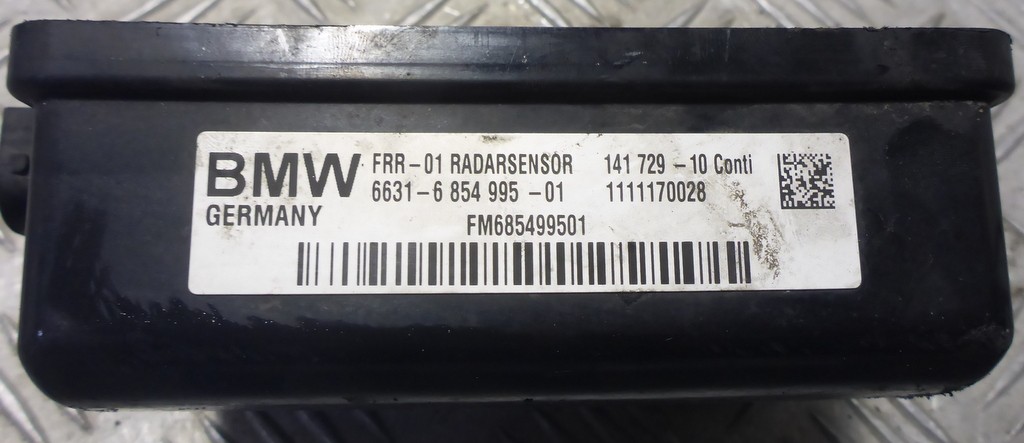 BMW FRR-01 RADARSENSOR 141 729-10 Conti
6631-6 854 995-01 1111170028
GERMANY FM685499501